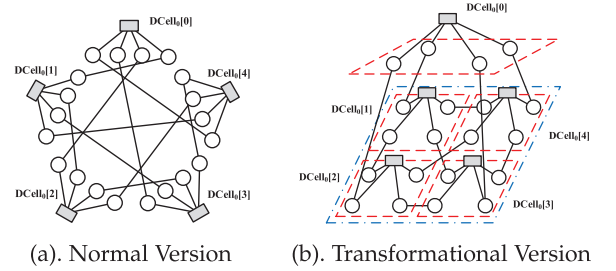 DCell₀[0]
DCell₀[1]
DCell₀[4]
DCell₀[2]
DCell₀[3]
(a). Normal Version
DCell₀[0]
DCell₀[1]
DCell₀[4]
DCell₀[2]
DCell₀[3]
(b). Transformational Version